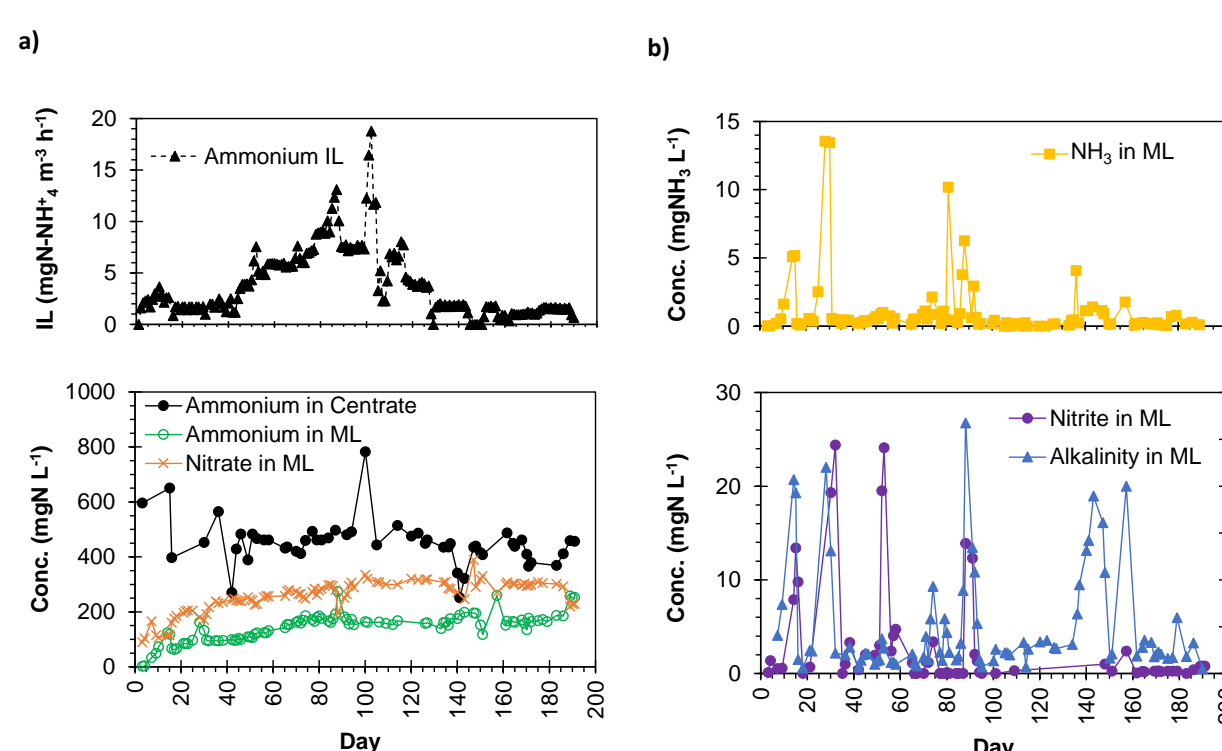 a)
IL (mgN-NH⁺₄ m⁻³ h⁻¹)
20
15
10
5
0
Ammonium IL
Conc. (mgN L⁻¹)
1000
800
600
400
200
0
Ammonium in Centrate
Ammonium in ML
Nitrate in ML
0 20 40 60 80 100 120 140 160 180 200
Day
b)
Conc. (mgNH₃ L⁻¹)
15
10
5
0
NH₃ in ML
Conc. (mgN L⁻¹)
30
20
10
0
Nitrite in ML
Alkalinity in ML
0 20 40 60 80 100 120 140 160 180 200
Day